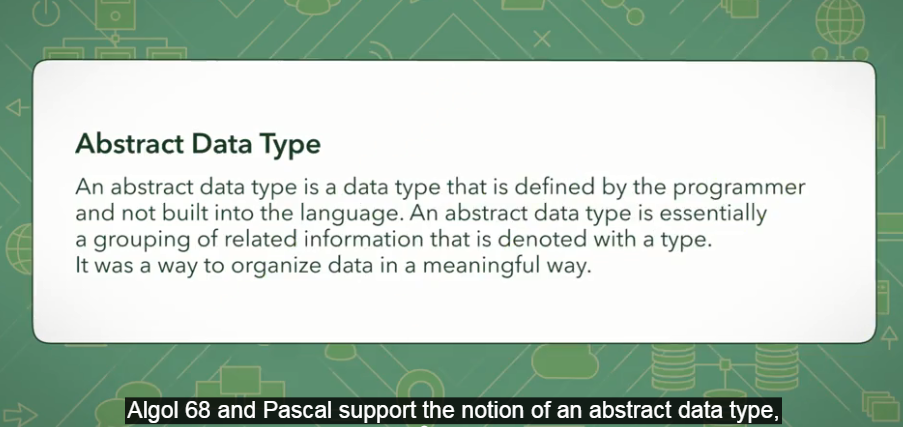 Abstract Data Type
An abstract data type is a data type that is defined by the programmer
and not built into the language. An abstract data type is essentially
a grouping of related information that is denoted with a type.
It was a way to organize data in a meaningful way.
Algol 68 and Pascal support the notion of an abstract data type,